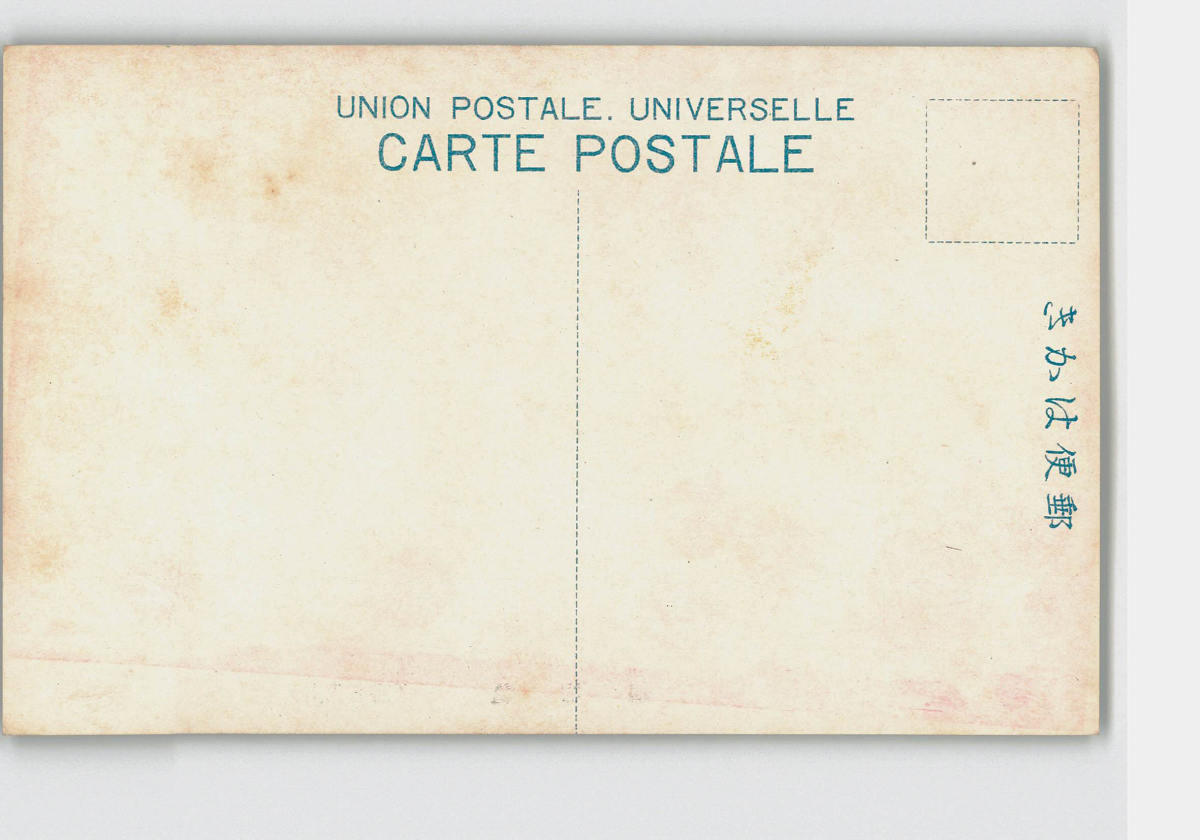 UNION POSTALE. UNIVERSELLE
CARTE POSTALE
郵便はかき